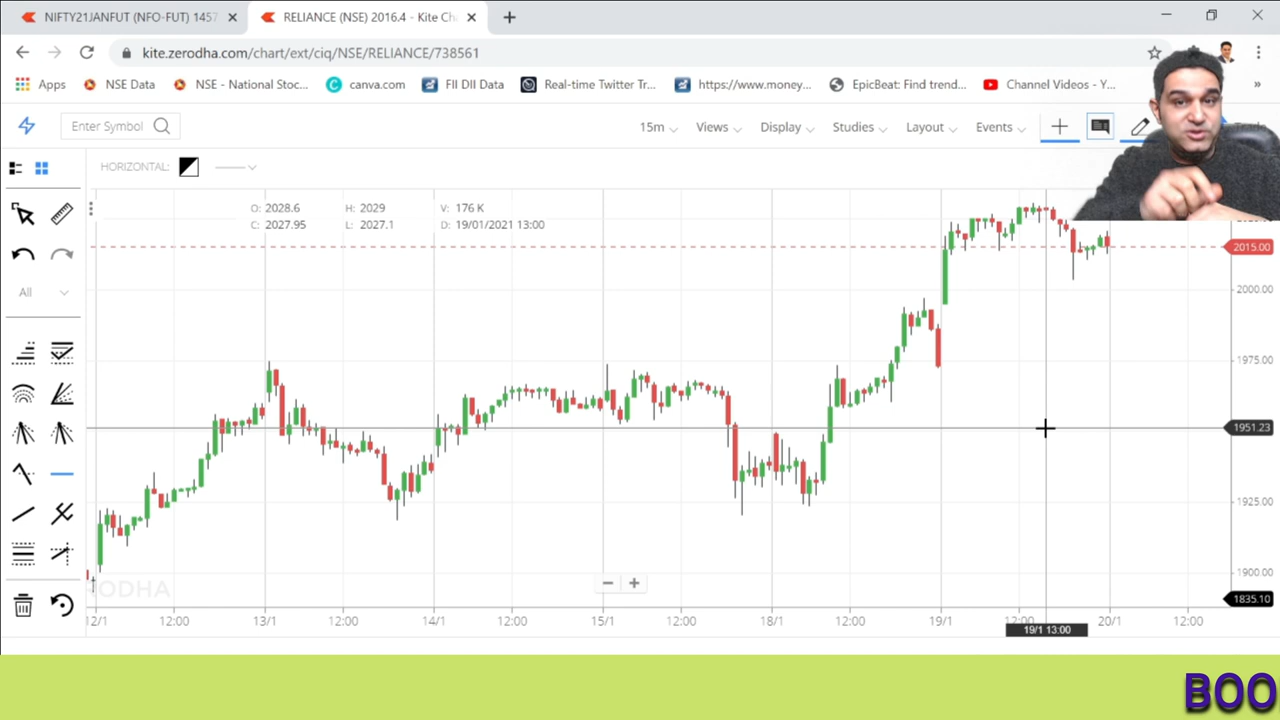 NIFTY21JANFUT (NFO-FUT) 1457
RELIANCE (NSE) 2016.4 - Kite Ch
kite.zerodha.com/chart/ext/ciq/NSE/RELIANCE/738561
Apps
NSE Data
NSE - National Stoc...
canva.com
FII DII Data
Real-time Twitter Tr...
https://www.money...
EpicBeat: Find trend...
Channel Videos - Y...
»
Enter Symbol
15m
Views
Display
Studies
Layout
Events
HORIZONTAL:
O: 2028.6 H: 2029 V: 176 K
C: 2027.95 L: 2027.1 D: 19/01/2021 13:00
All
2015.00
2000.00
1975.00
1951.23
1925.00
1900.00
1835.10
12/1 12:00 13/1 12:00 14/1 12:00 15/1 12:00 18/1 12:00 19/1 12:00 20/1 12:00
19/1 13:00
BOO